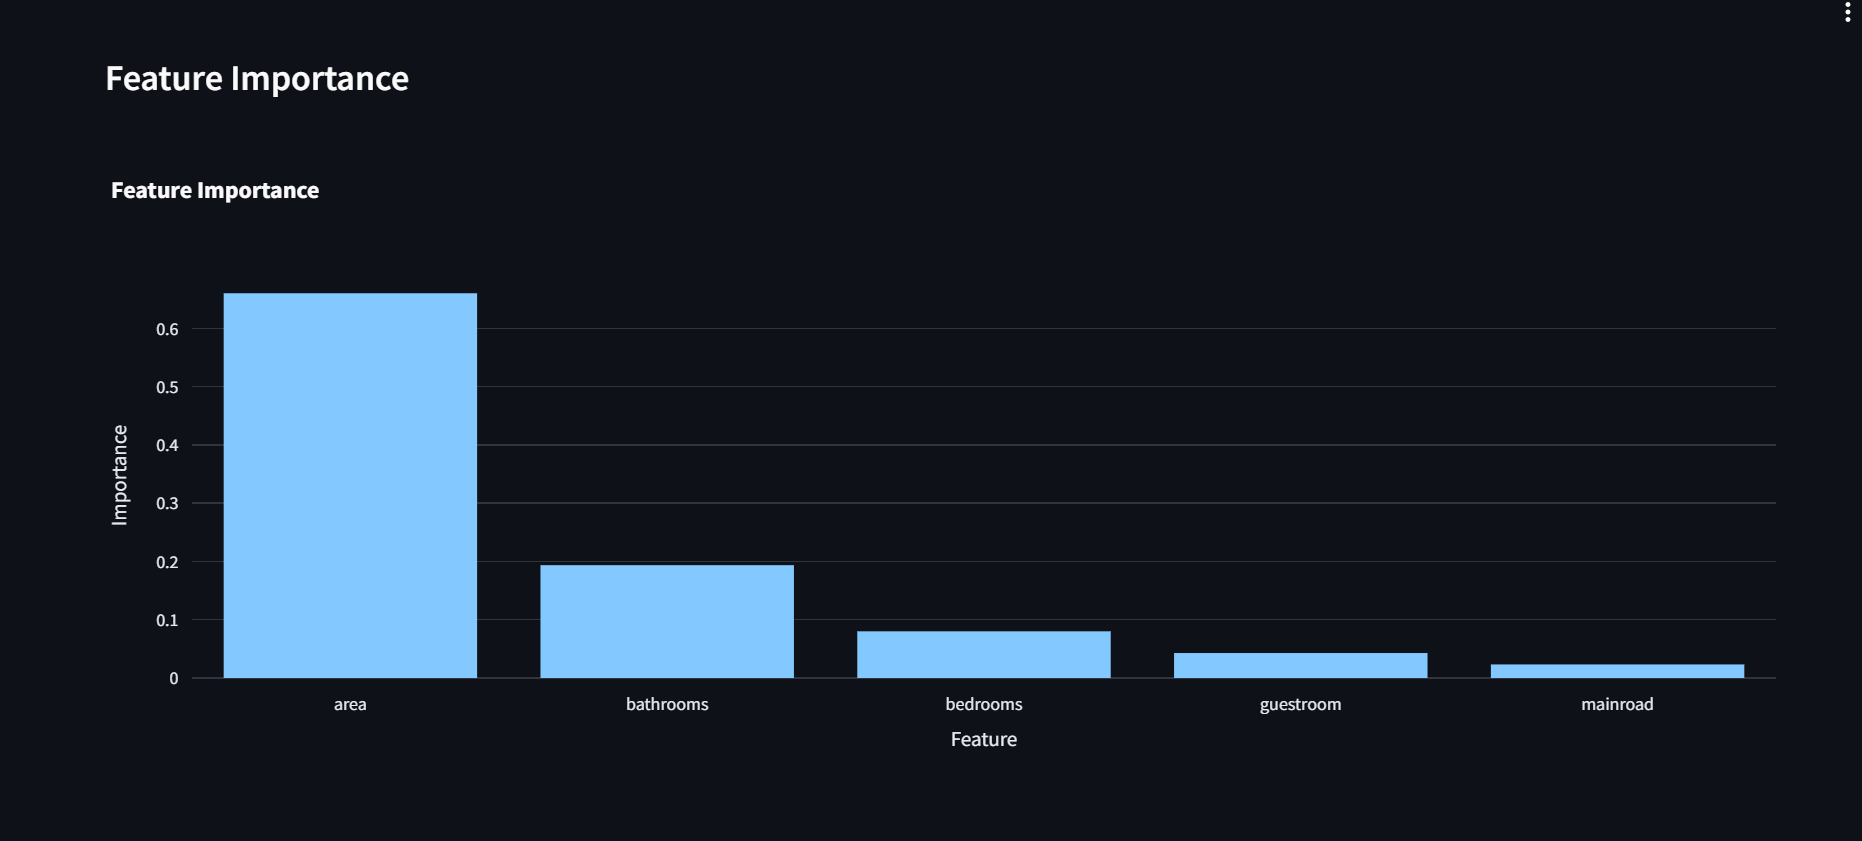 Feature Importance
Feature Importance
Importance
0.6
0.5
0.4
0.3
0.2
0.1
0
area bathrooms bedrooms guestroom mainroad
Feature